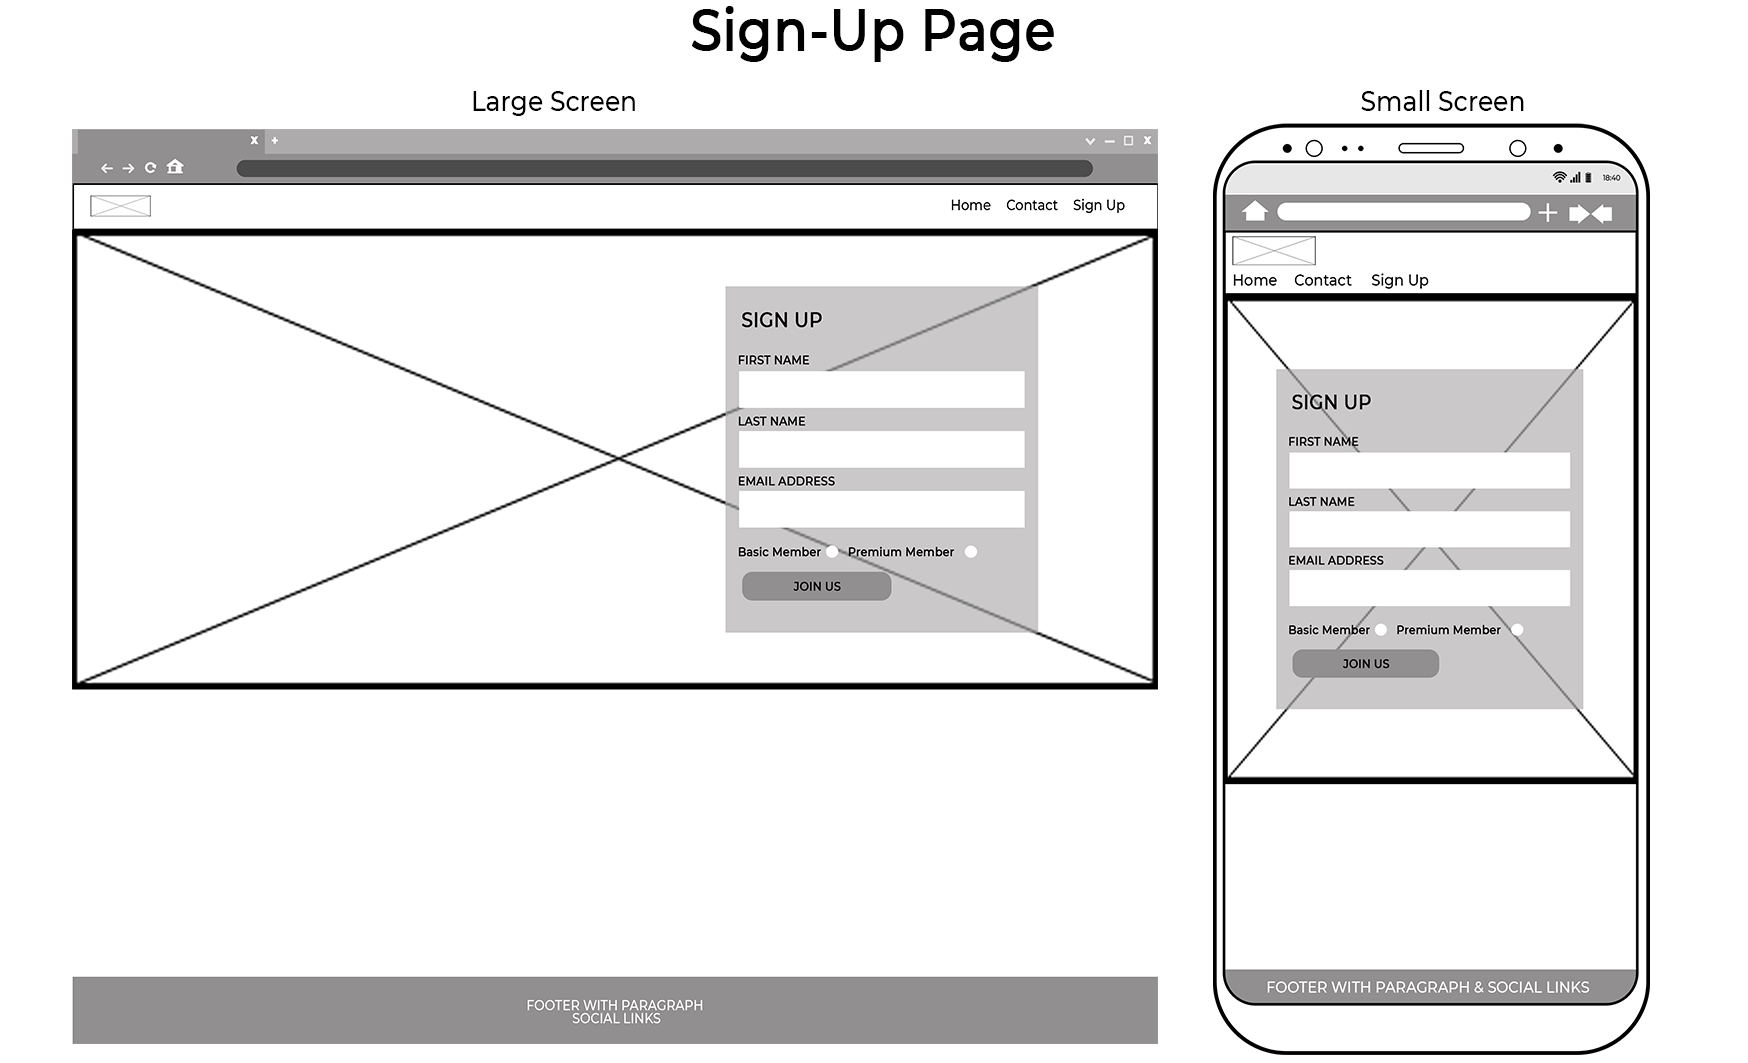 Sign-Up Page
Large Screen
x +
x
Home Contact Sign Up
SIGN UP
FIRST NAME
LAST NAME
EMAIL ADDRESS
Basic Member Premium Member
JOIN US
FOOTER WITH PARAGRAPH
SOCIAL LINKS
Small Screen
18:40
Home Contact Sign Up
SIGN UP
FIRST NAME
LAST NAME
EMAIL ADDRESS
Basic Member Premium Member
JOIN US
FOOTER WITH PARAGRAPH & SOCIAL LINKS